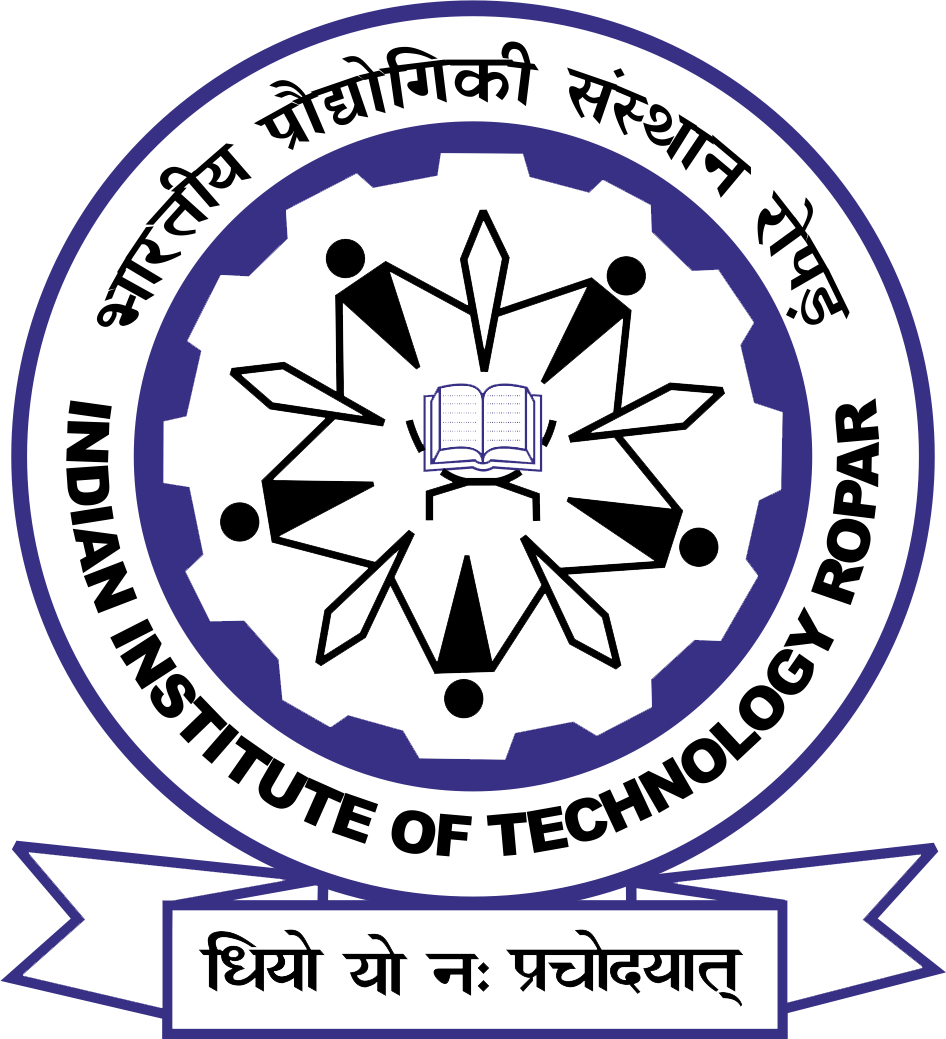 भारतीय प्रौद्योगिकी संस्थान रोपड़
INDIAN INSTITUTE OF TECHNOLOGY ROPAR
धियो यो नः प्रचोदयात्